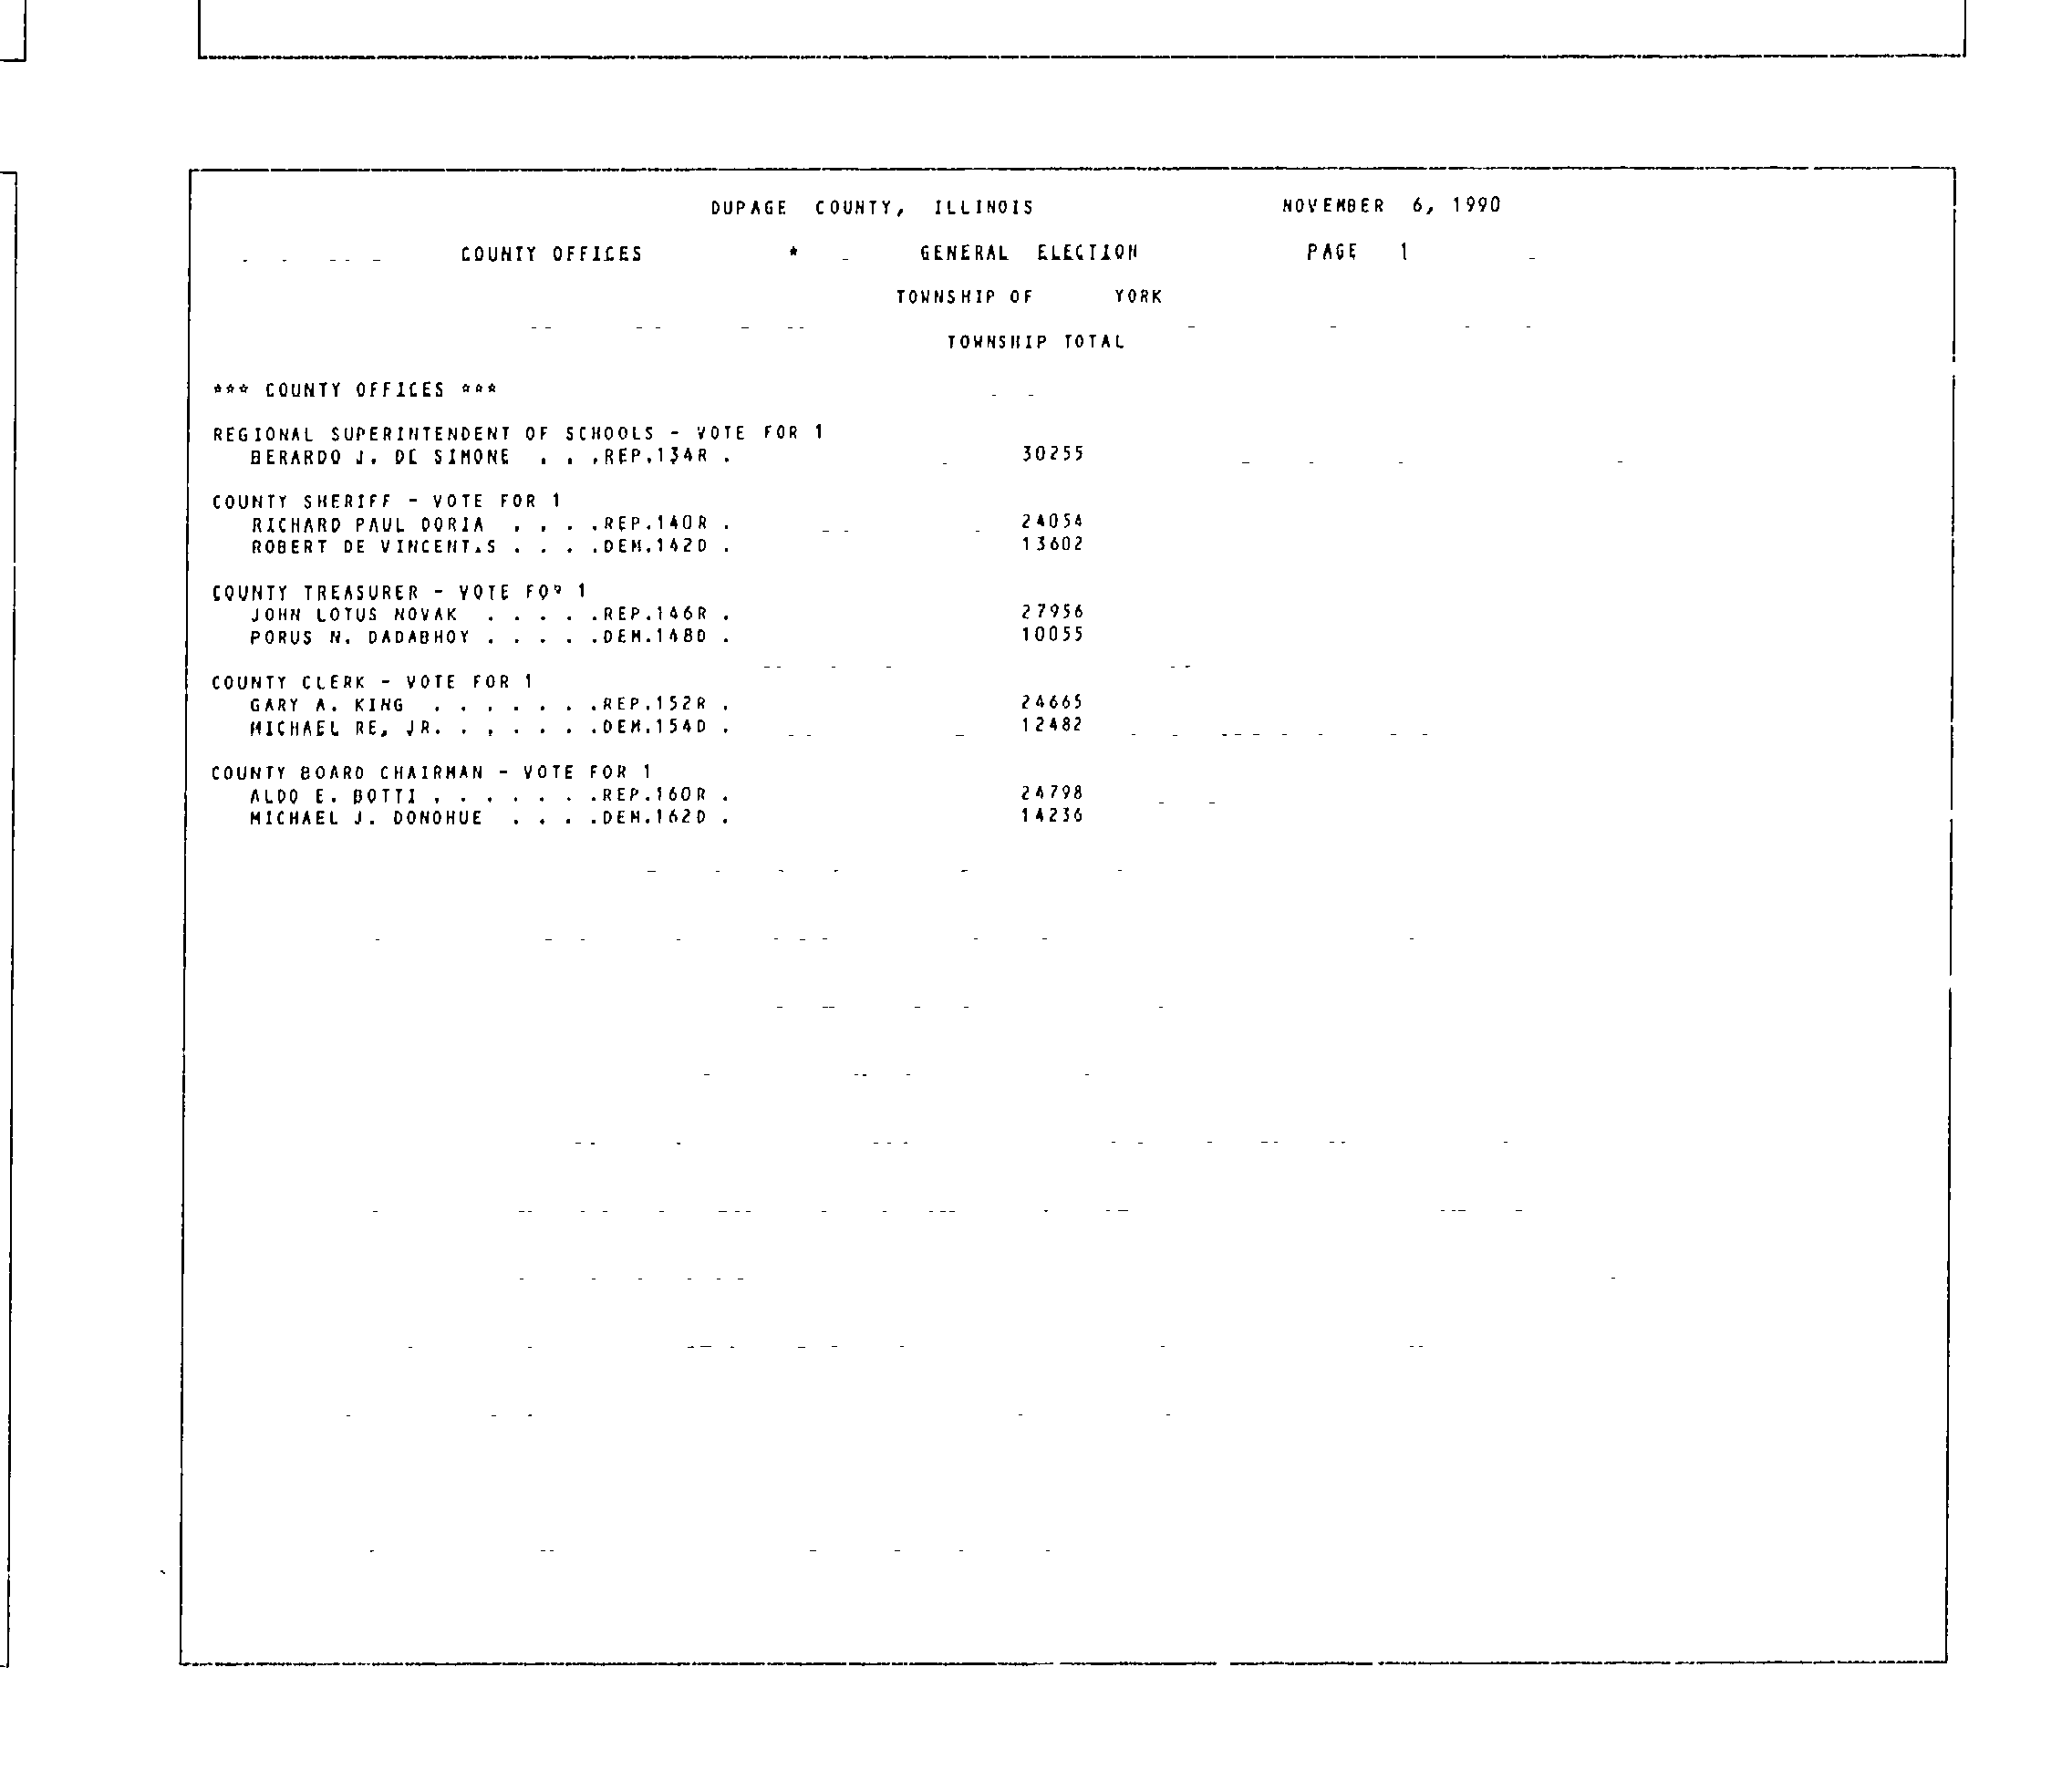 DUPAGE COUNTY, ILLINOIS NOVEMBER 6, 1990
COUNTY OFFICES * GENERAL ELECTION PAGE 1
TOWNSHIP OF YORK
TOWNSHIP TOTAL
*** COUNTY OFFICES ***
REGIONAL SUPERINTENDENT OF SCHOOLS - VOTE FOR 1
BERARDO J. DE SIMONE . . .REP.134R . 30255
COUNTY SHERIFF - VOTE FOR 1
RICHARD PAUL DORIA . . . .REP.140R . 24054
ROBERT DE VINCENT.S . . . .DEM.142D . 13602
COUNTY TREASURER - VOTE FOR 1
JOHN LOTUS NOVAK . . . . .REP.146R . 27956
PORUS N. DADABHOY . . . . .DEM.148D . 10055
COUNTY CLERK - VOTE FOR 1
GARY A. KING . . . . . . .REP.152R . 24665
MICHAEL RE, JR. . . . . . .DEM.154D . 12482
COUNTY BOARD CHAIRMAN - VOTE FOR 1
ALDO E. BOTTI . . . . . . .REP.160R . 24798
MICHAEL J. DONOHUE . . . .DEM.162D . 14236